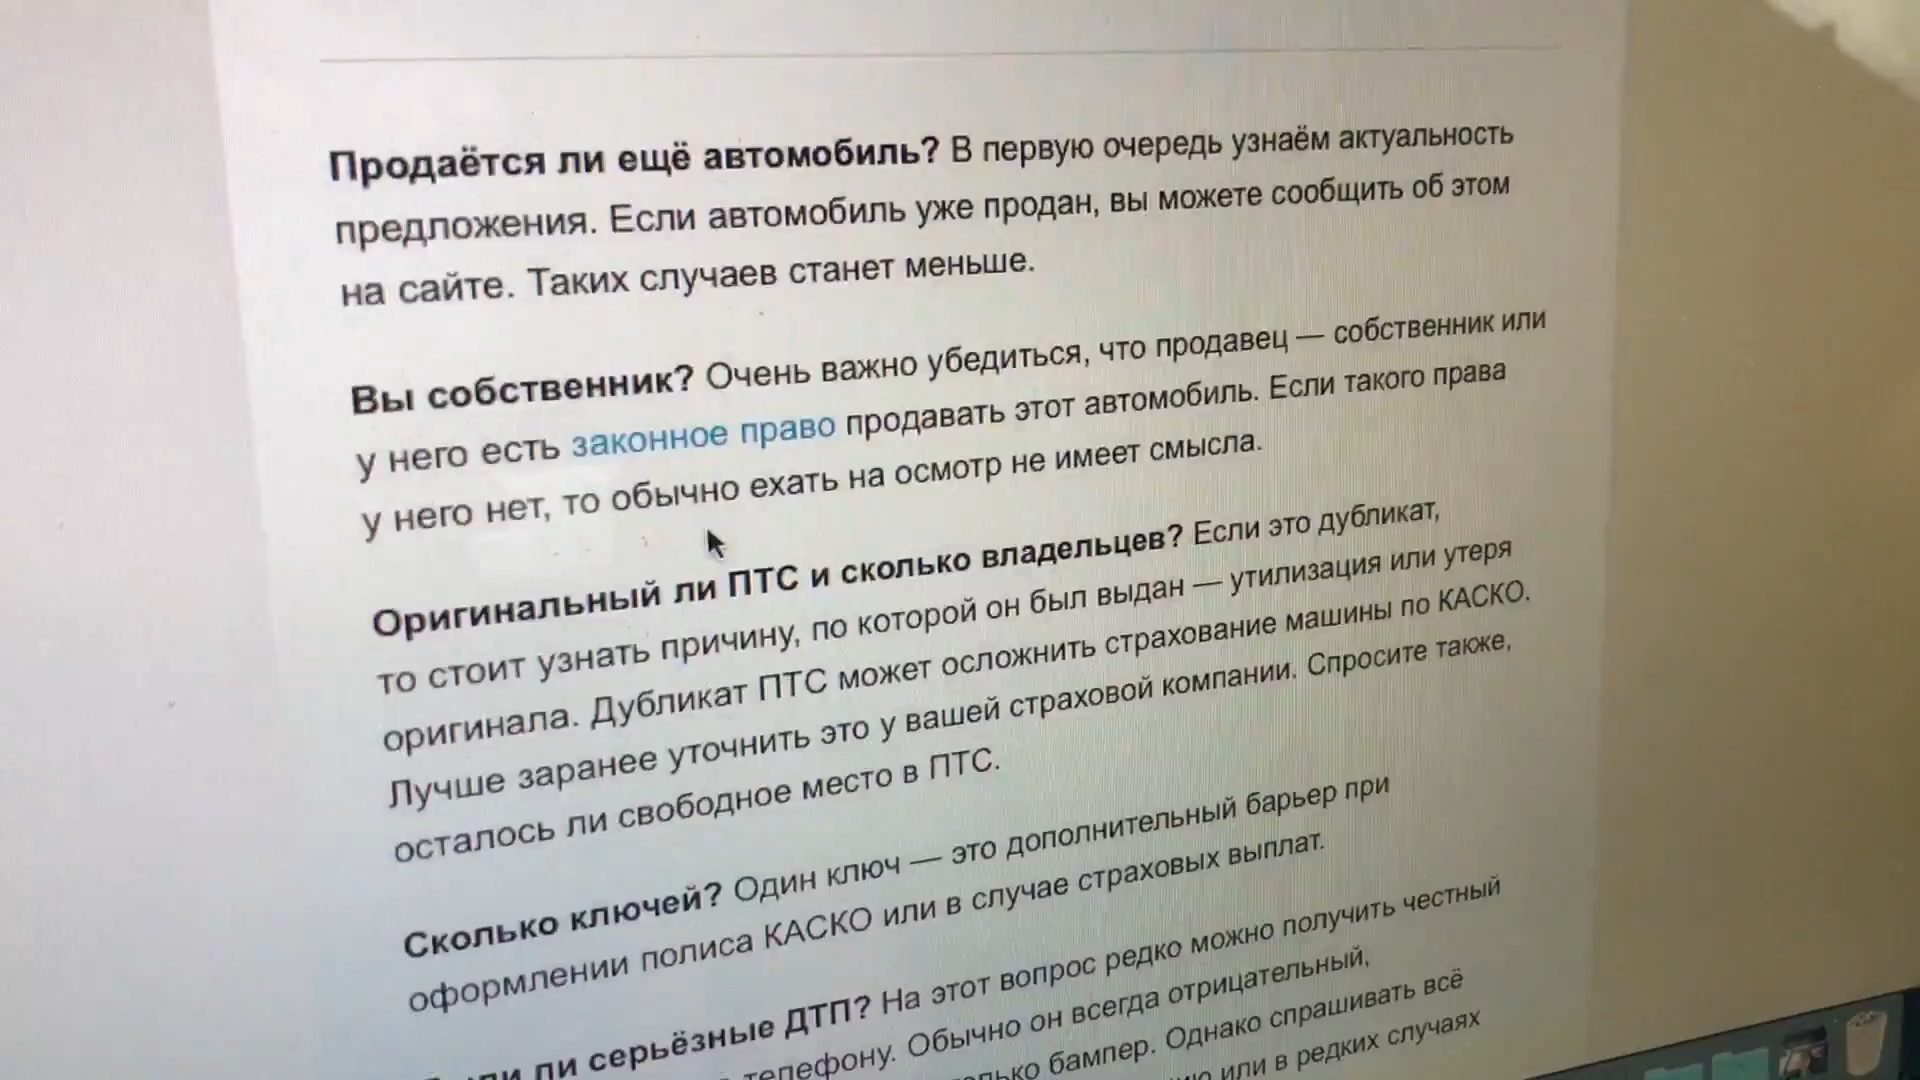 Продаётся ли ещё автомобиль? В первую очередь узнаём актуальность
предложения. Если автомобиль уже продан, вы можете сообщить об этом
на сайте. Таких случаев станет меньше.
Вы собственник? Очень важно убедиться, что продавец — собственник или
у него есть законное право продавать этот автомобиль. Если такого права
у него нет, то обычно ехать на осмотр не имеет смысла.
Оригинальный ли ПТС и сколько владельцев? Если это дубликат,
то стоит узнать причину, по которой он был выдан — утилизация или утеря
оригинала. Дубликат ПТС может осложнить страхование машины по КАСКО.
Лучше заранее уточнить это у вашей страховой компании. Спросите также,
осталось ли свободное место в ПТС.
Сколько ключей? Один ключ — это дополнительный барьер при
оформлении полиса КАСКО или в случае страховых выплат.
ли серьёзные ДТП? На этот вопрос редко можно получить честный
телефону. Обычно он всегда отрицательный,
бампер. Однако спрашивать всё
или в редких случаях